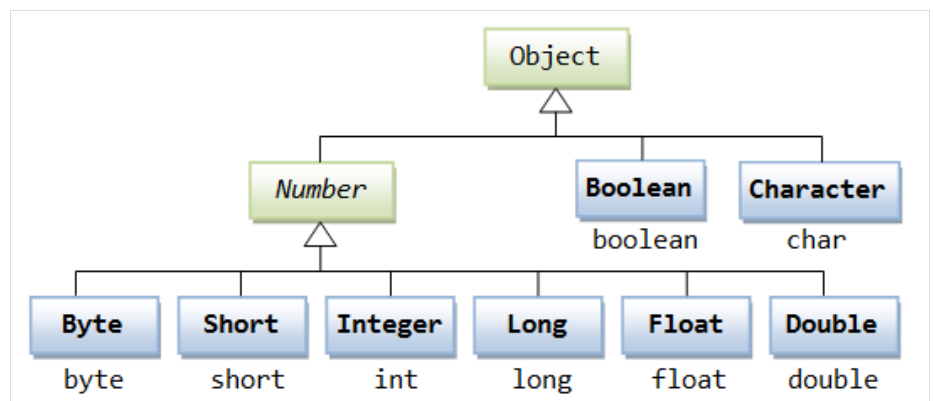 Object
Number
Boolean
Character
boolean
char
Byte
Short
Integer
Long
Float
Double
byte
short
int
long
float
double